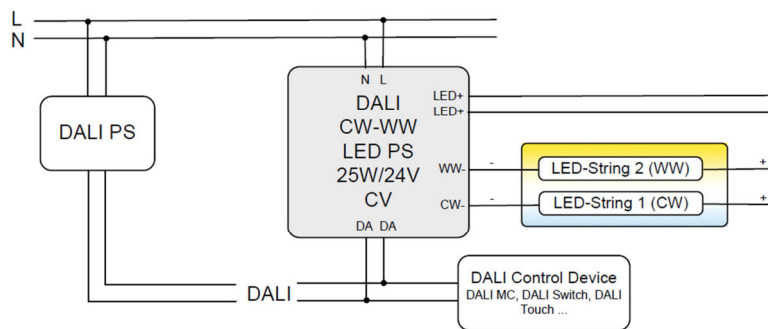 L
N
DALI PS
N L
DALI
CW-WW
LED PS
25W/24V
CV
DA DA
LED+
LED+
WW-
CW-
-
LED-String 2 (WW)
+
-
LED-String 1 (CW)
+
DALI
DALI Control Device
DALI MC, DALI Switch, DALI
Touch ...